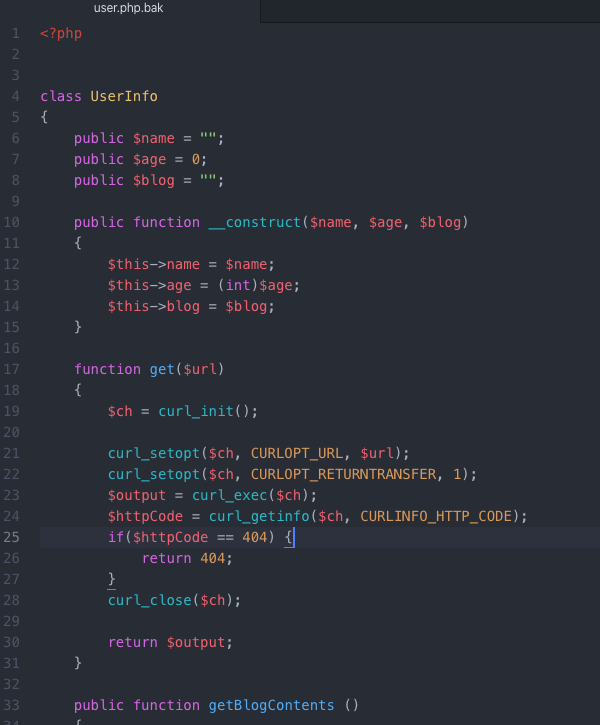 user.php.bak
1 <?php
2
3
4 class UserInfo
5 {
6     public $name = "";
7     public $age = 0;
8     public $blog = "";
9
10     public function __construct($name, $age, $blog)
11     {
12         $this->name = $name;
13         $this->age = (int)$age;
14         $this->blog = $blog;
15     }
16
17     function get($url)
18     {
19         $ch = curl_init();
20
21         curl_setopt($ch, CURLOPT_URL, $url);
22         curl_setopt($ch, CURLOPT_RETURNTRANSFER, 1);
23         $output = curl_exec($ch);
24         $httpCode = curl_getinfo($ch, CURLINFO_HTTP_CODE);
25         if($httpCode == 404) {
26             return 404;
27         }
28         curl_close($ch);
29
30         return $output;
31     }
32
33     public function getBlogContents ()
34     {